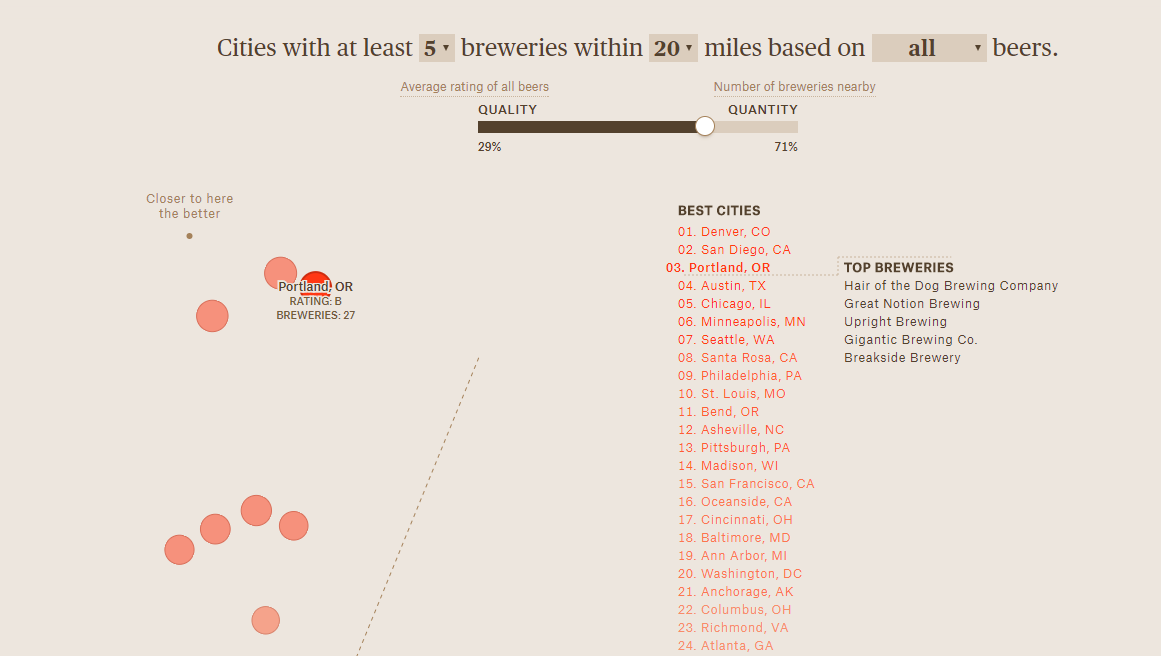 Cities with at least 5 breweries within 20 miles based on all beers.
Average rating of all beers
Number of breweries nearby
QUALITY
QUANTITY
29%
71%
Closer to here
the better
Portland, OR
RATING: B
BREWERIES: 27
BEST CITIES
01. Denver, CO
02. San Diego, CA
03. Portland, OR
04. Austin, TX
05. Chicago, IL
06. Minneapolis, MN
07. Seattle, WA
08. Santa Rosa, CA
09. Philadelphia, PA
10. St. Louis, MO
11. Bend, OR
12. Asheville, NC
13. Pittsburgh, PA
14. Madison, WI
15. San Francisco, CA
16. Oceanside, CA
17. Cincinnati, OH
18. Baltimore, MD
19. Ann Arbor, MI
20. Washington, DC
21. Anchorage, AK
22. Columbus, OH
23. Richmond, VA
24. Atlanta, GA
TOP BREWERIES
Hair of the Dog Brewing Company
Great Notion Brewing
Upright Brewing
Gigantic Brewing Co.
Breakside Brewery